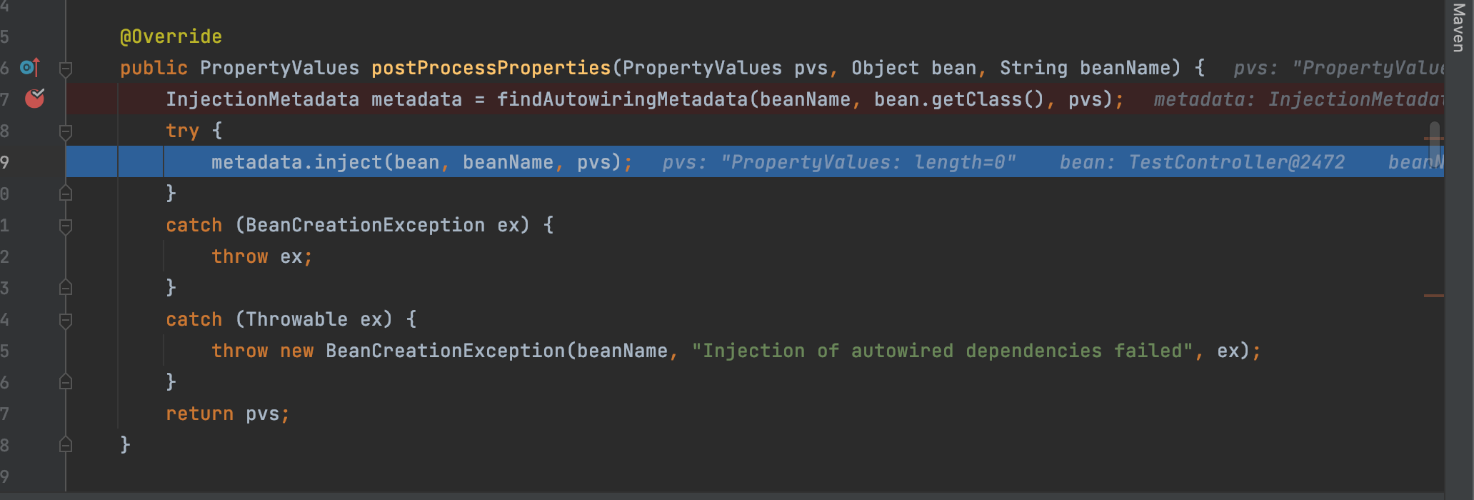 4
5 @Override
6 public PropertyValues postProcessProperties(PropertyValues pvs, Object bean, String beanName) { pvs: "PropertyValue
7 InjectionMetadata metadata = findAutowiringMetadata(beanName, bean.getClass(), pvs); metadata: InjectionMetadat
8 try {
9 metadata.inject(bean, beanName, pvs); pvs: "PropertyValues: length=0" bean: TestController@2472 beanN
0 }
1 catch (BeanCreationException ex) {
2 throw ex;
3 }
4 catch (Throwable ex) {
5 throw new BeanCreationException(beanName, "Injection of autowired dependencies failed", ex);
6 }
7 return pvs;
8 }
9
Maven